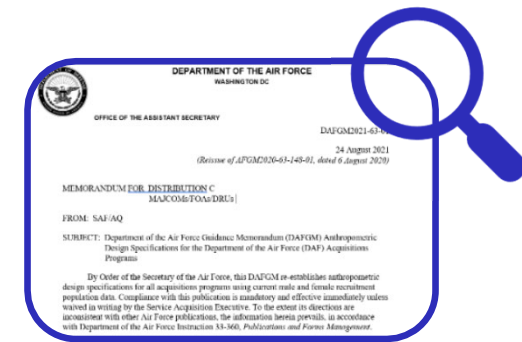 DEPARTMENT OF THE AIR FORCE
WASHINGTON DC
OFFICE OF THE ASSISTANT SECRETARY
DAFGM2021-63-01
24 August 2021
(Reissue of AFGM2020-63-148-01, dated 6 August 2020)
MEMORANDUM FOR DISTRIBUTION C
MAJCOMs/FOAs/DRUs
FROM: SAF/AQ
SUBJECT: Department of the Air Force Guidance Memorandum (DAFGM) Anthropometric
Design Specifications for the Department of the Air Force (DAF) Acquisitions
Programs
By Order of the Secretary of the Air Force, this DAFGM re-establishes anthropometric
design specifications for all acquisitions programs using current male and female recruitment
population data. Compliance with this publication is mandatory and effective immediately unless
waived in writing by the Service Acquisition Executive. To the extent its directions are
inconsistent with other Air Force publications, the information herein prevails, in accordance
with Department of the Air Force Instruction 33-360, Publications and Forms Management.